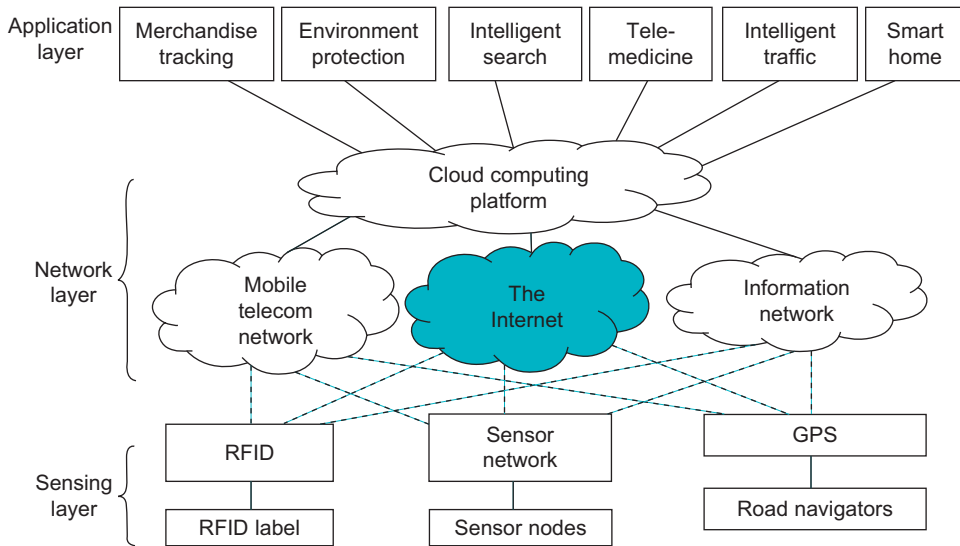 Application
layer
Merchandise
tracking
Environment
protection
Intelligent
search
Tele-
medicine
Intelligent
traffic
Smart
home
Cloud computing
platform
Network
layer
Mobile
telecom
network
The
Internet
Information
network
Sensing
layer
RFID
Sensor
network
GPS
RFID label
Sensor nodes
Road navigators